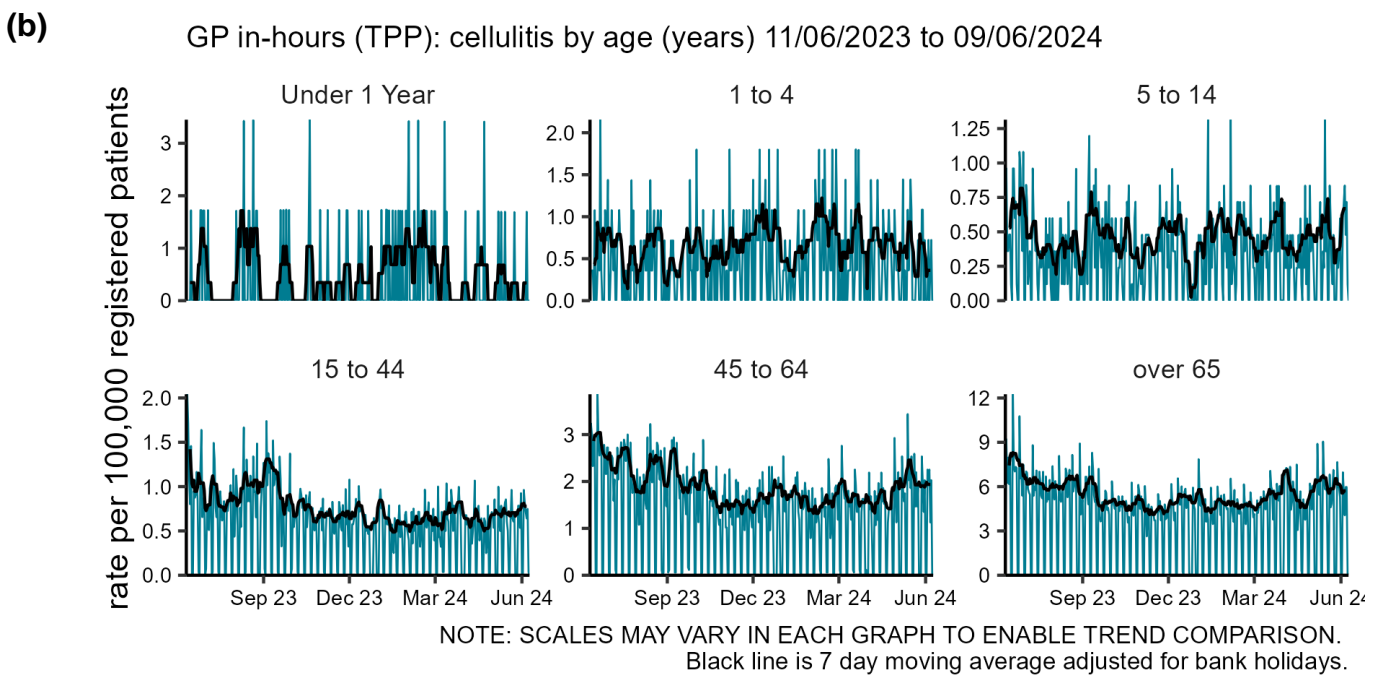 (b)
GP in-hours (TPP): cellulitis by age (years) 11/06/2023 to 09/06/2024
rate per 100,000 registered patients
Under 1 Year
3
2
1
0
1 to 4
2.0
1.5
1.0
0.5
0.0
5 to 14
1.25
1.00
0.75
0.50
0.25
0.00
15 to 44
2.0
1.5
1.0
0.5
0.0
Sep 23 Dec 23 Mar 24 Jun 24
45 to 64
3
2
1
0
Sep 23 Dec 23 Mar 24 Jun 24
over 65
12
9
6
3
0
Sep 23 Dec 23 Mar 24 Jun 24
NOTE: SCALES MAY VARY IN EACH GRAPH TO ENABLE TREND COMPARISON.
Black line is 7 day moving average adjusted for bank holidays.